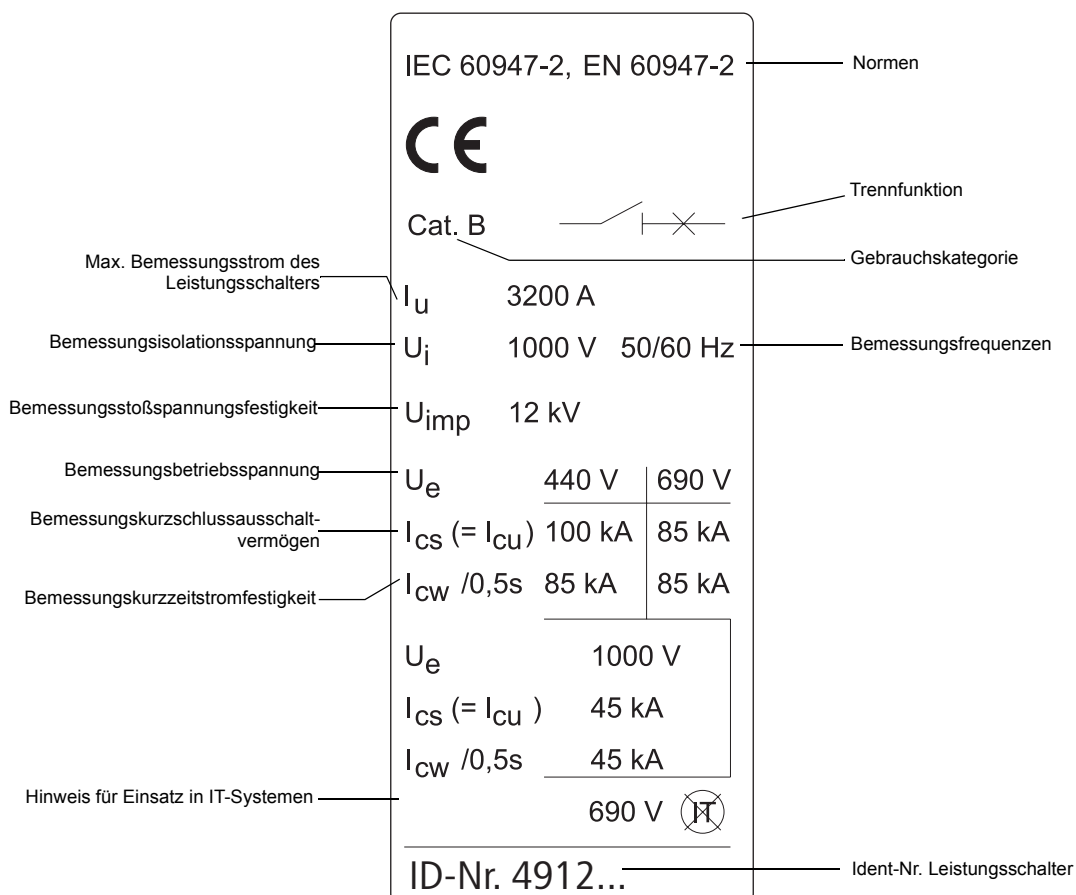 IEC 60947-2, EN 60947-2
Normen
CE
Trennfunktion
Cat. B
Gebrauchskategorie
Max. Bemessungsstrom des
Leistungsschalters
Iu 3200 A
Bemessungsisolationsspannung
Ui 1000 V 50/60 Hz
Bemessungsfrequenzen
Bemessungsstoßspannungsfestigkeit
Uimp 12 kV
Bemessungsbetriebsspannung
Ue 440 V 690 V
Bemessungskurzschlussausschalt-
vermögen
Ics (= Icu) 100 kA 85 kA
Icw /0,5s 85 kA 85 kA
Bemessungskurzzeitstromfestigkeit
Ue 1000 V
Ics (= Icu ) 45 kA
Icw /0,5s 45 kA
Hinweis für Einsatz in IT-Systemen
690 V IT
ID-Nr. 4912...
Ident-Nr. Leistungsschalter